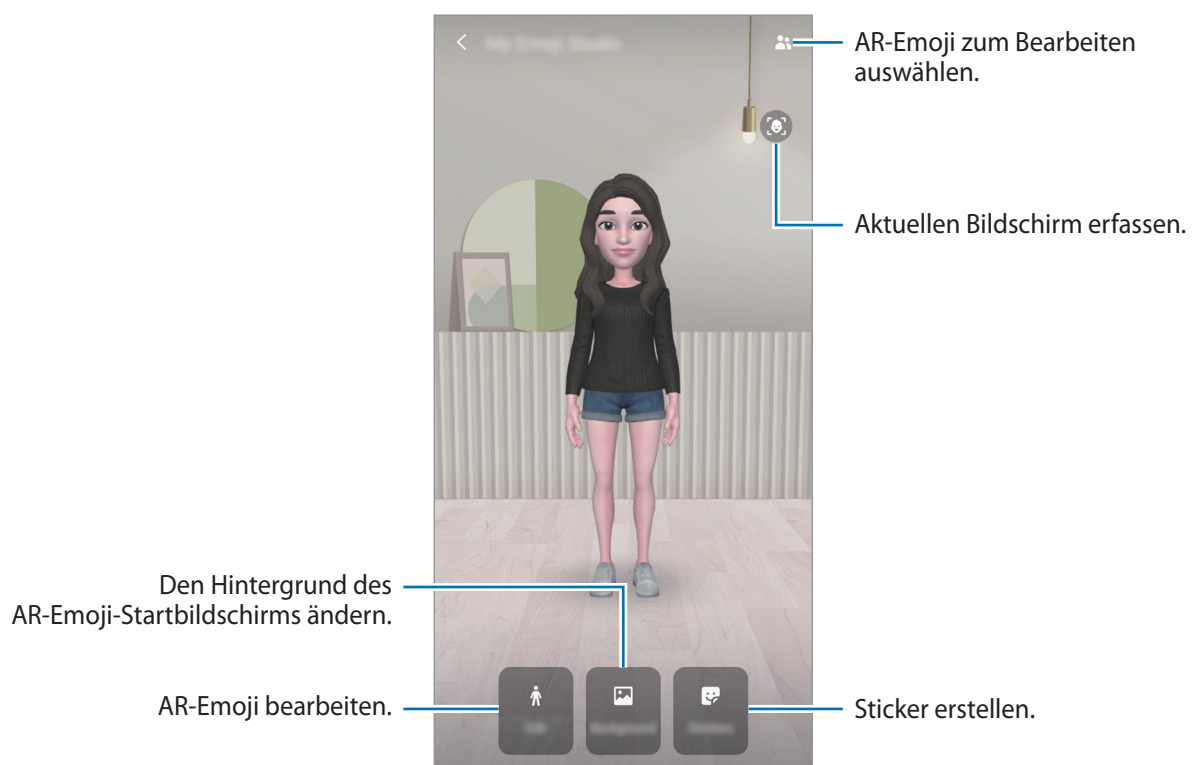 AR-Emoji zum Bearbeiten
auswählen.
Aktuellen Bildschirm erfassen.
Den Hintergrund des
AR-Emoji-Startbildschirms ändern.
AR-Emoji bearbeiten.
Sticker erstellen.